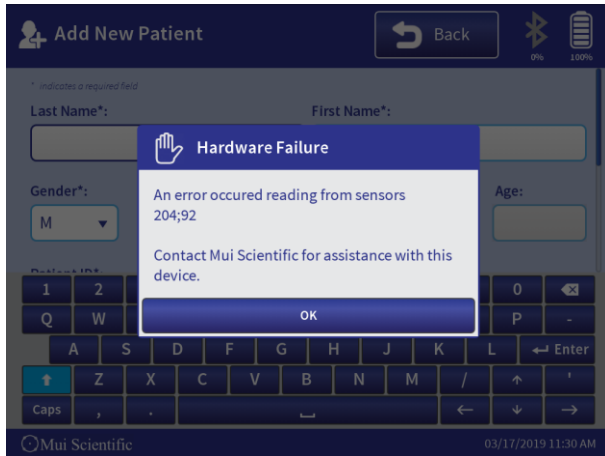 Add New Patient
Back
0%
100%
* indicates a required field
Last Name*:
First Name*:
Hardware Failure
An error occured reading from sensors
204;92
Contact Mui Scientific for assistance with this
device.
OK
Gender*:
Age:
M
1 2 0
Q W P -
A S D F G H J K L Enter
Z X C V B N M / '
Caps , .
Mui Scientific
03/17/2019 11:30 AM